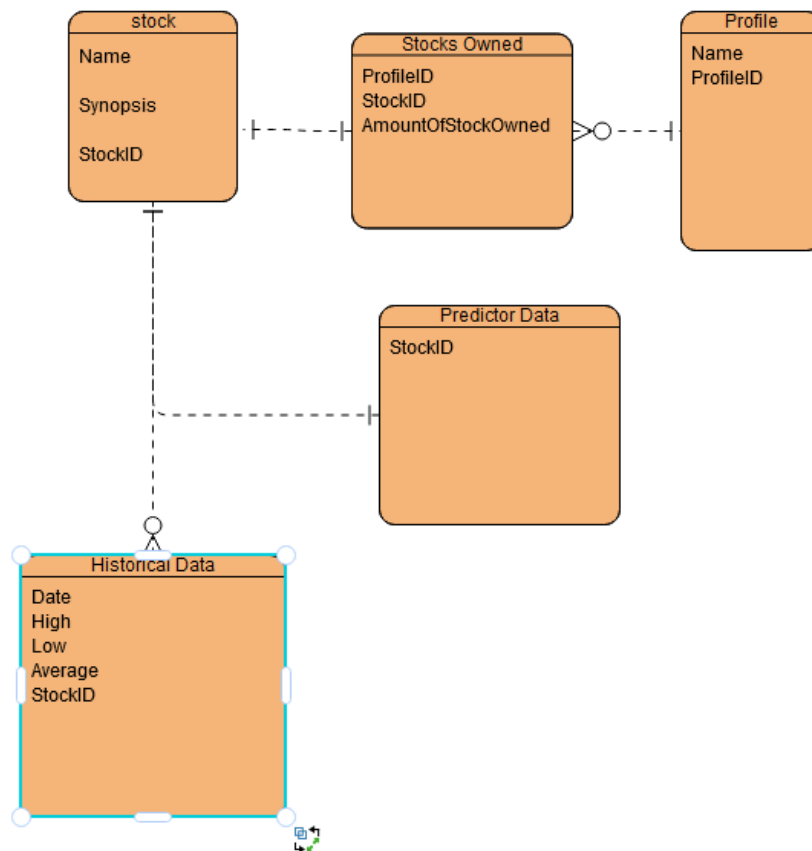 stock
Name
Synopsis
StockID
Stocks Owned
ProfileID
StockID
AmountOfStockOwned
Profile
Name
ProfileID
Predictor Data
StockID
Historical Data
Date
High
Low
Average
StockID